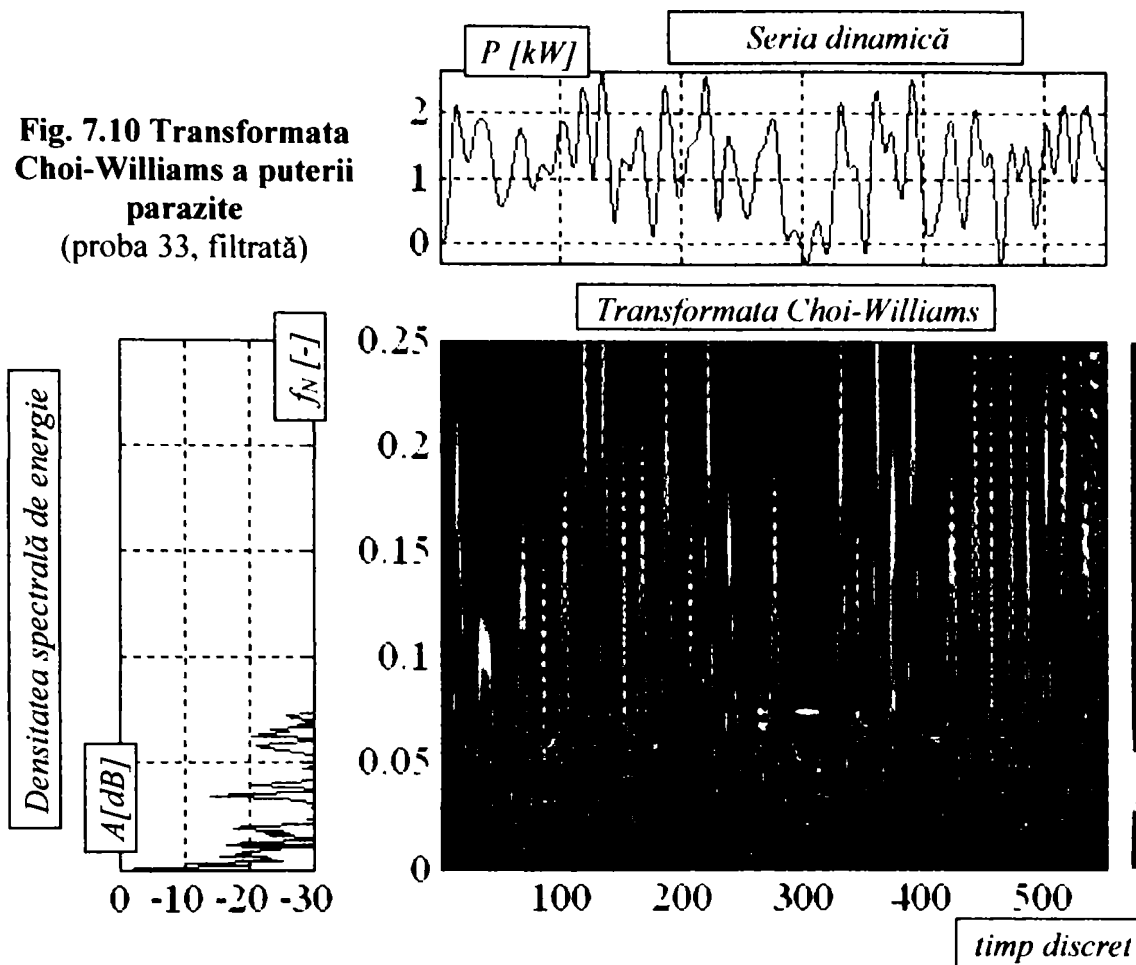 Fig. 7.10 Transformata
Choi-Williams a puterii
parazite
(proba 33, filtrată)
P [kW]
Seria dinamică
2
1
0
Transformata Choi-Williams
Densitatea spectrală de energie
f_N [-]
A[dB]
0 -10 -20 -30
0.25
0.2
0.15
0.1
0.05
0
100 200 300 400 500
timp discret